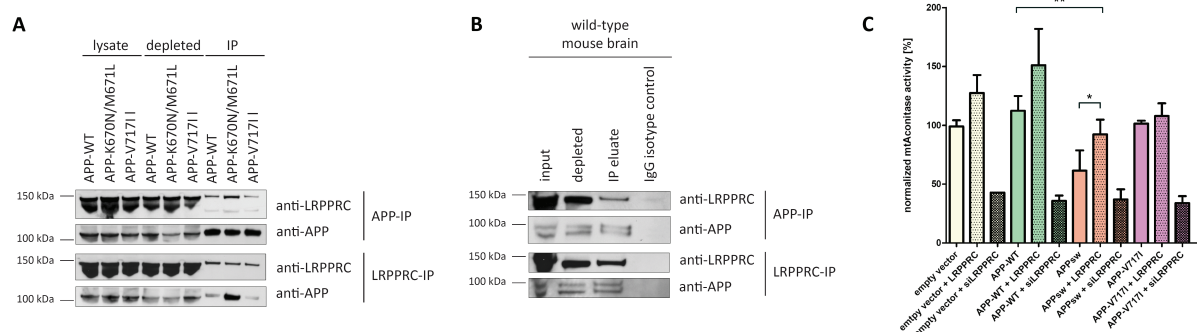 A
lysate depleted IP
APP-WT
APP-K670N/M671L
APP-V717I
APP-WT
APP-K670N/M671L
APP-V717I
APP-WT
APP-K670N/M671L
APP-V717I
150 kDa
anti-LRPPRC
100 kDa
anti-APP
APP-IP
150 kDa
anti-LRPPRC
100 kDa
anti-APP
LRPPRC-IP
B
wild-type
mouse brain
input
depleted
IP eluate
IgG isotype control
150 kDa
anti-LRPPRC
100 kDa
anti-APP
APP-IP
150 kDa
anti-LRPPRC
100 kDa
anti-APP
LRPPRC-IP
C
normalized mtAconitase activity [%]
200
150
100
50
0
**
*
empty vector
emtpy vector + LRPPRC
empty vector + siLRPPRC
APP-WT
APP-WT + LRPPRC
APP-WT + siLRPPRC
APPsw
APPsw + LRPPRC
APPsw + siLRPPRC
APP-V717I
APP-V717I + LRPPRC
APP-V717I + siLRPPRC